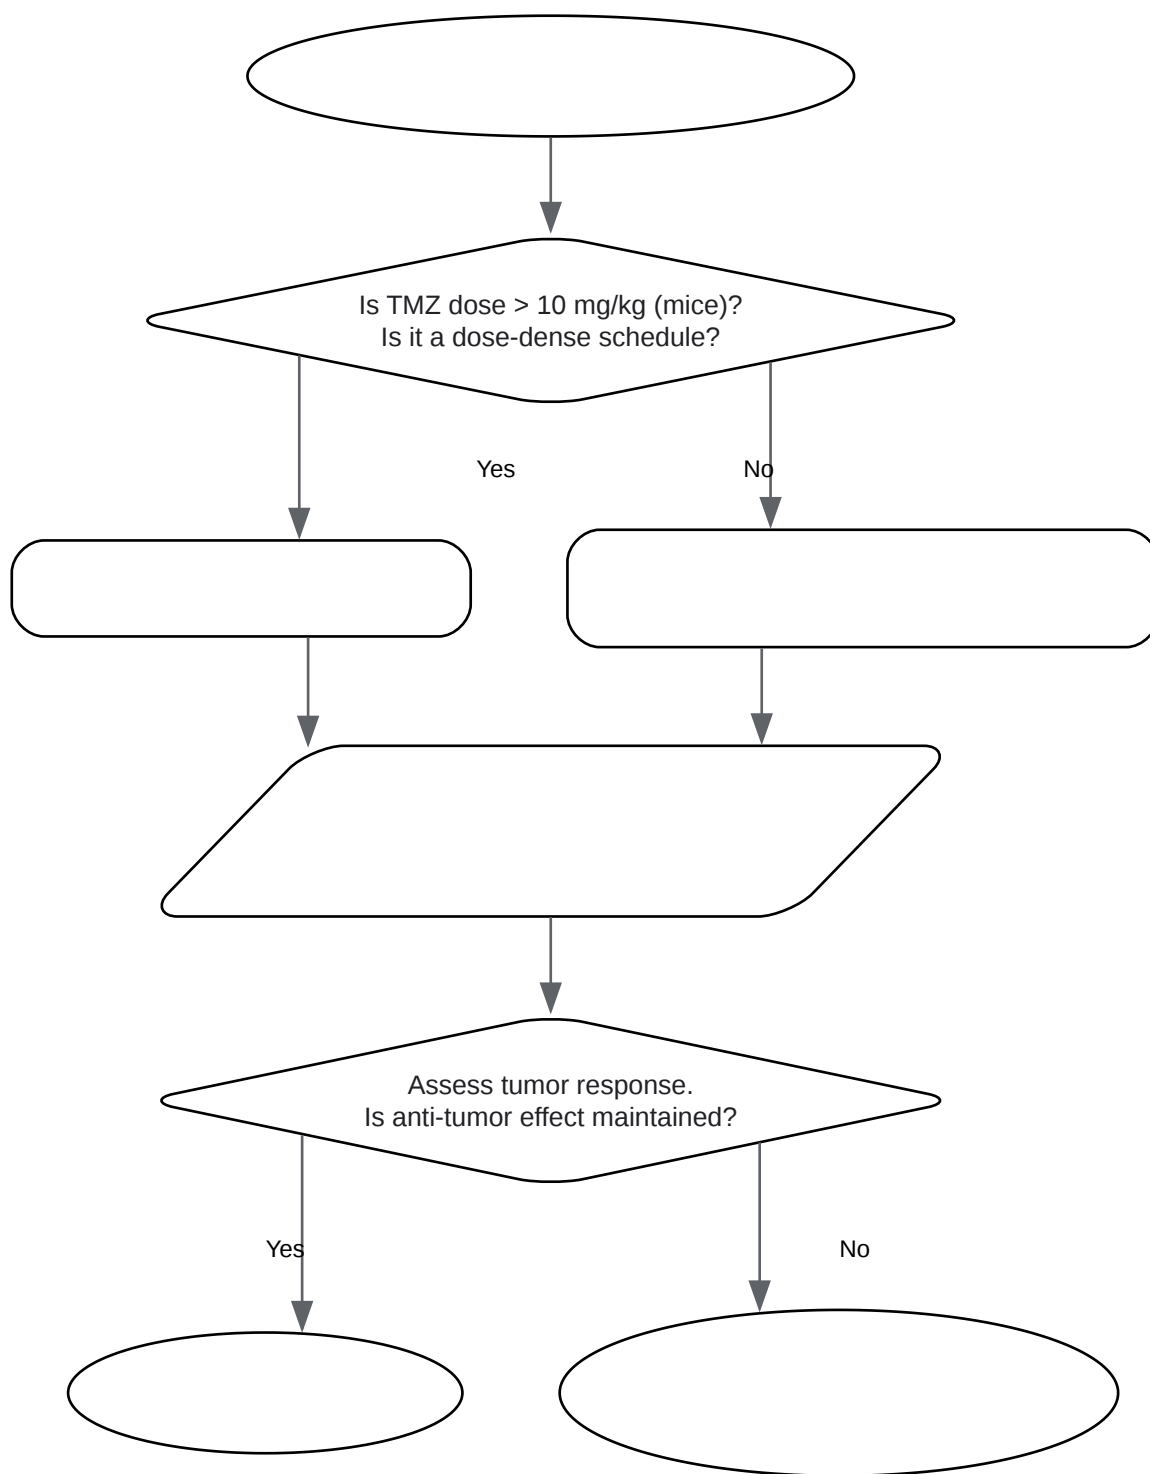 Is TMZ dose > 10 mg/kg (mice)?
Is it a dose-dense schedule?
Yes
No
Assess tumor response.
Is anti-tumor effect maintained?
Yes
No